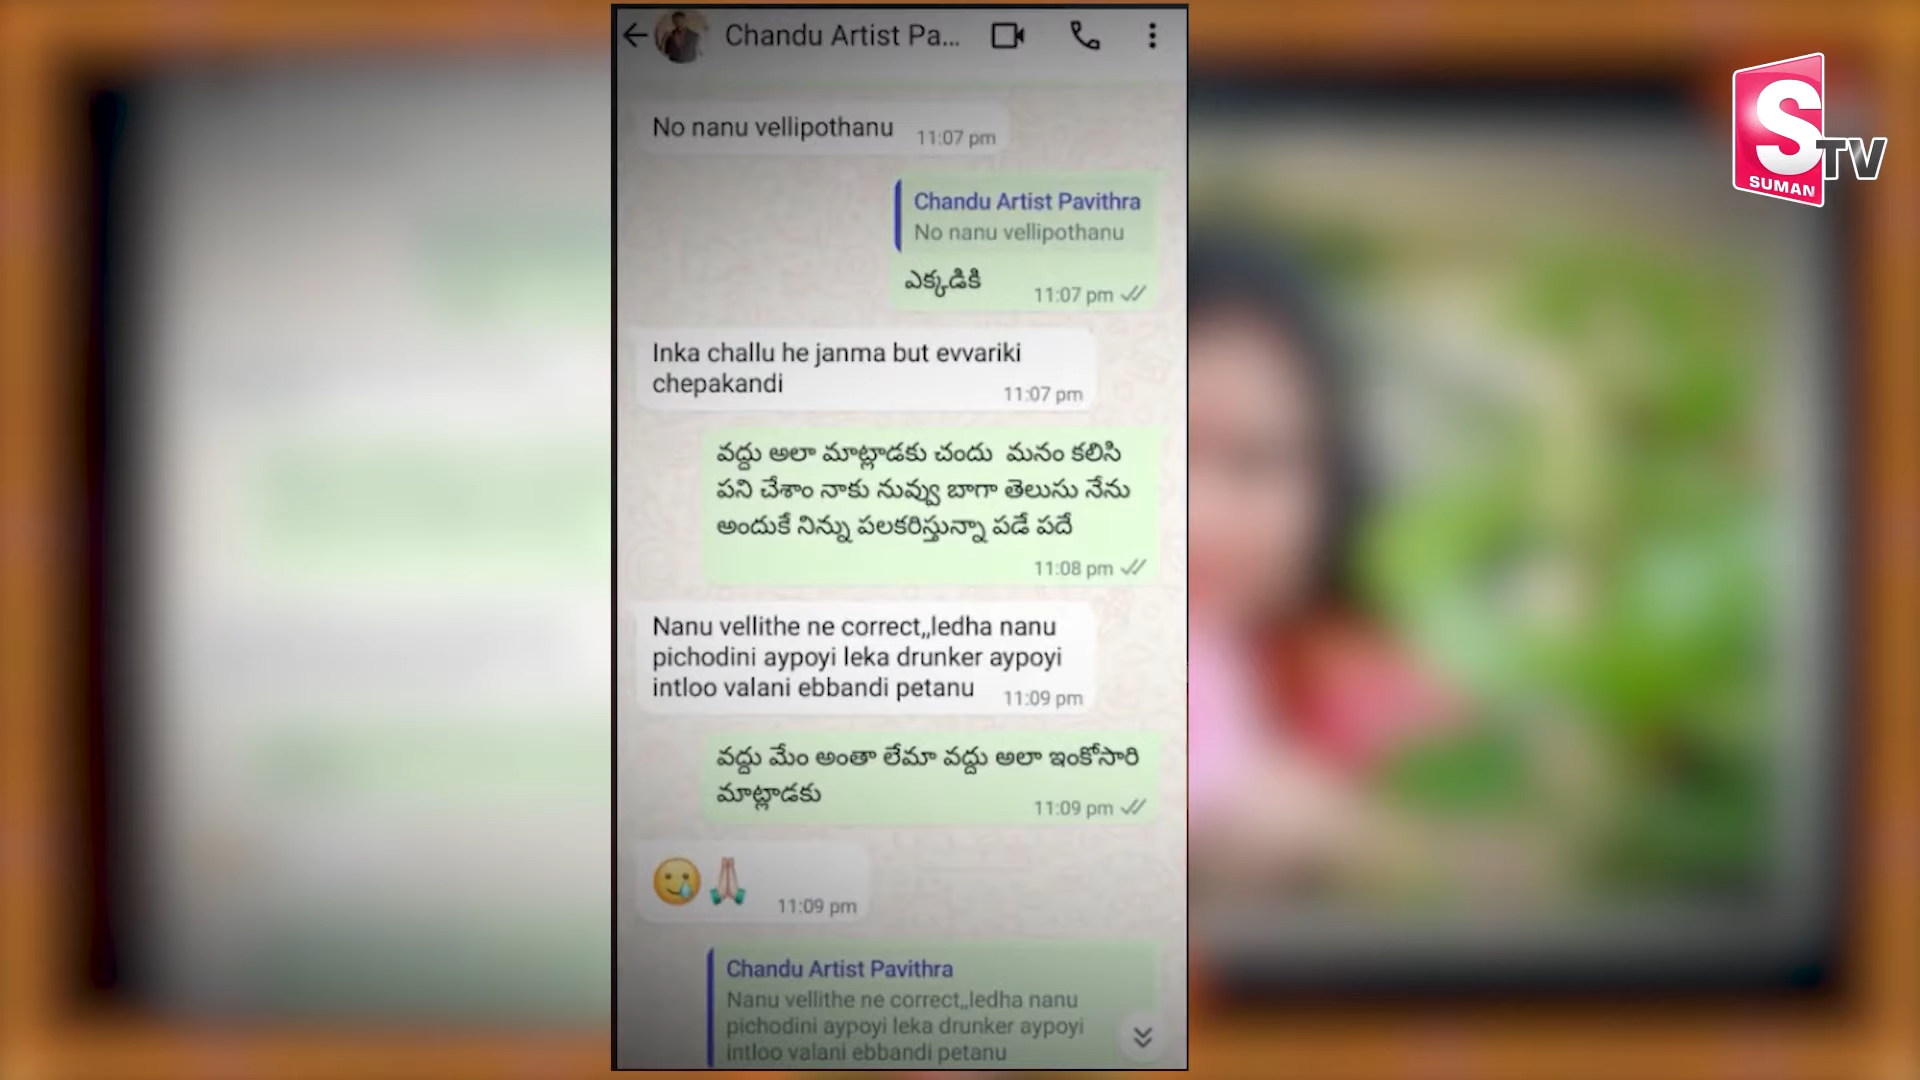 Chandu Artist Pa...
No nanu vellipothanu
11:07 pm
Chandu Artist Pavithra
No nanu vellipothanu
ఎక్కడికి
11:07 pm
Inka challu he janma but evvariki
chepakandi
11:07 pm
వద్దు అలా మాట్లాడకు చందు మనం కలిసి
పని చేశాం నాకు నువ్వు బాగా తెలుసు నేను
అందుకే నిన్ను పలకరిస్తున్నా పడే పదే
11:08 pm
Nanu vellithe ne correct,,ledha nanu
pichodini aypoyi leka drunker aypoyi
intloo valani ebbandi petanu
11:09 pm
వద్దు మేం అంతా లేమా వద్దు అలా ఇంకోసారి
మాట్లాడకు
11:09 pm
11:09 pm
Chandu Artist Pavithra
Nanu vellithe ne correct,,ledha nanu
pichodini aypoyi leka drunker aypoyi
intloo valani ebbandi petanu
S TV
SUMAN